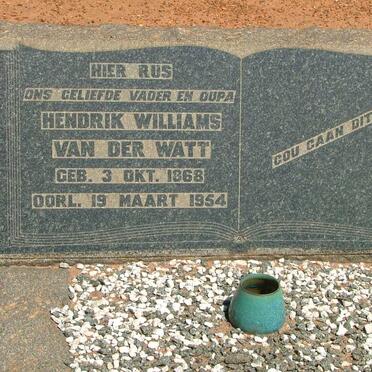 HIER RUS
ONS GELIEFDE VADER EN OUPA
HENDRIK WILLIAMS
VAN DER WATT
GEB. 3 OKT. 1868
OORL. 19 MAART 1954
GOU GAAN DIT